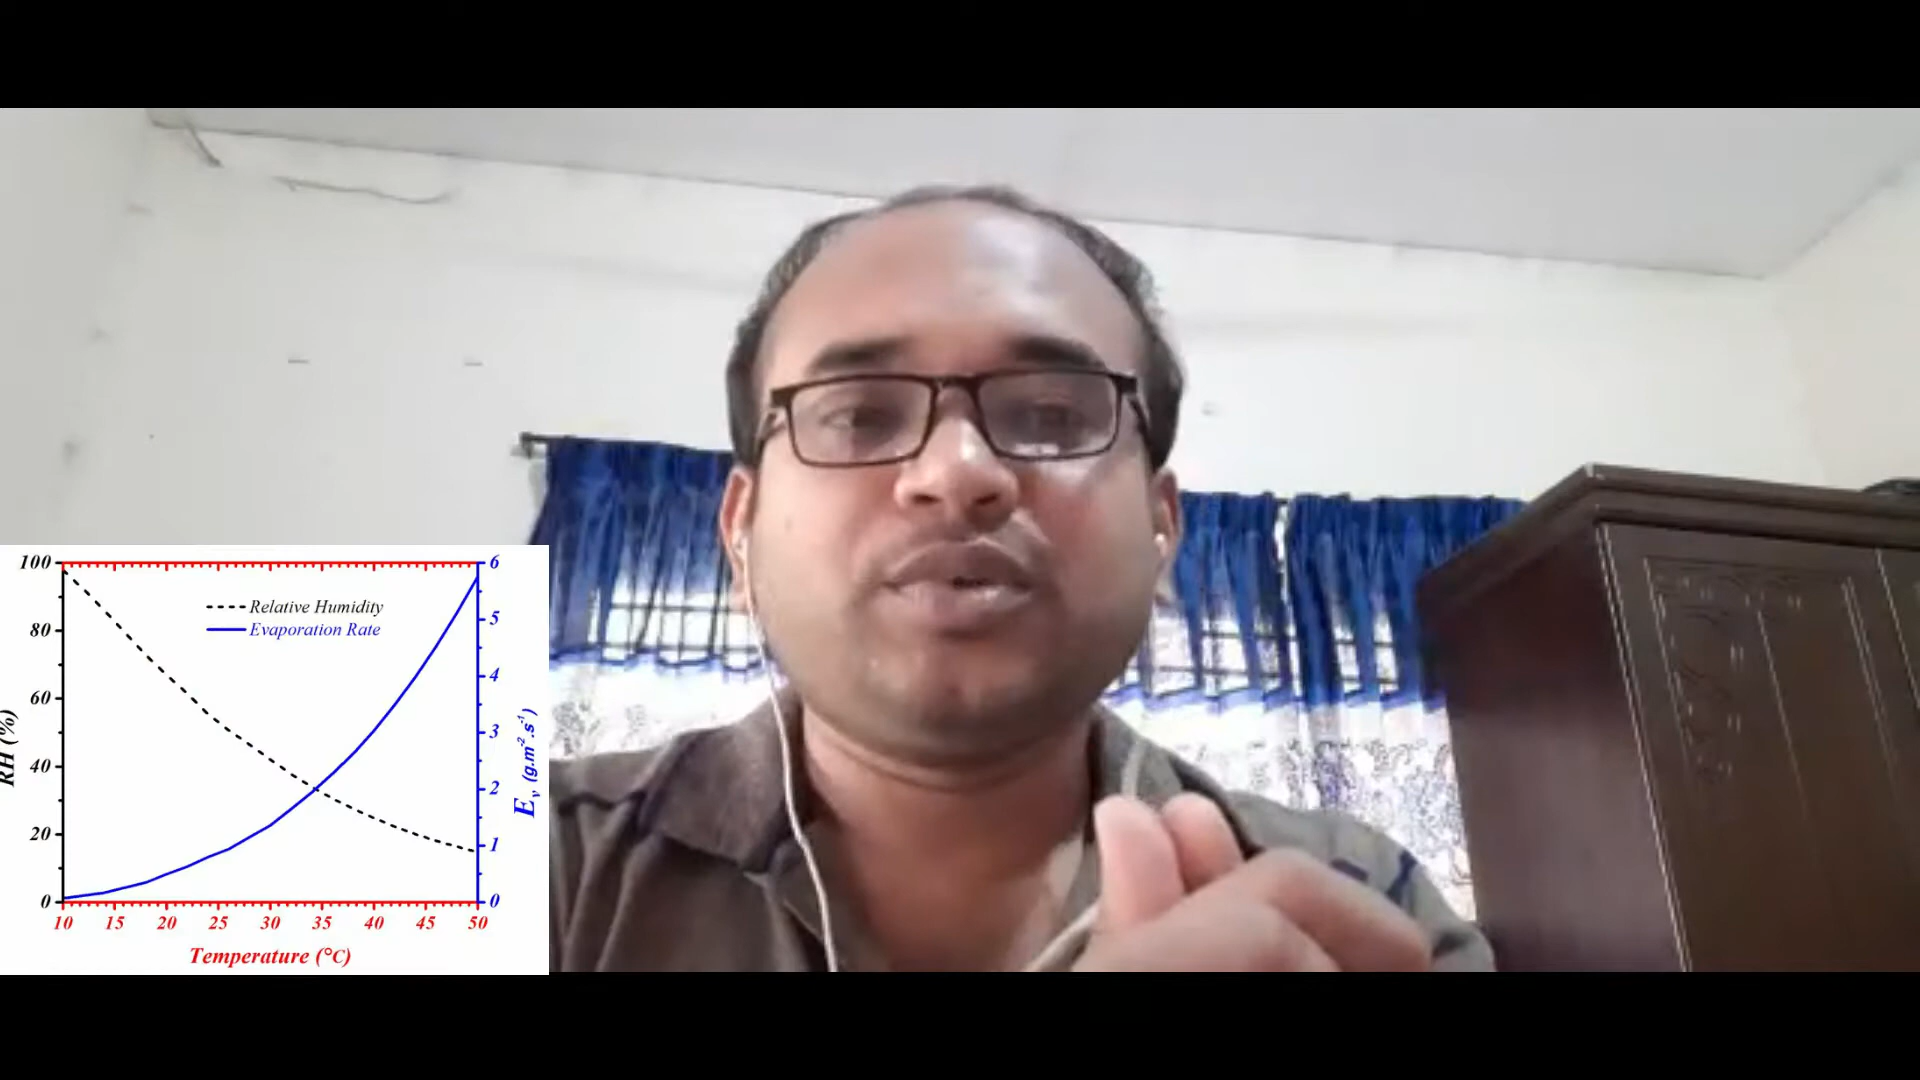 100
80
60
40
20
0
RH (%)
Relative Humidity
Evaporation Rate
6
5
4
3
2
1
0
Eᵥ (g.m⁻².s⁻¹)
10 15 20 25 30 35 40 45 50
Temperature (°C)